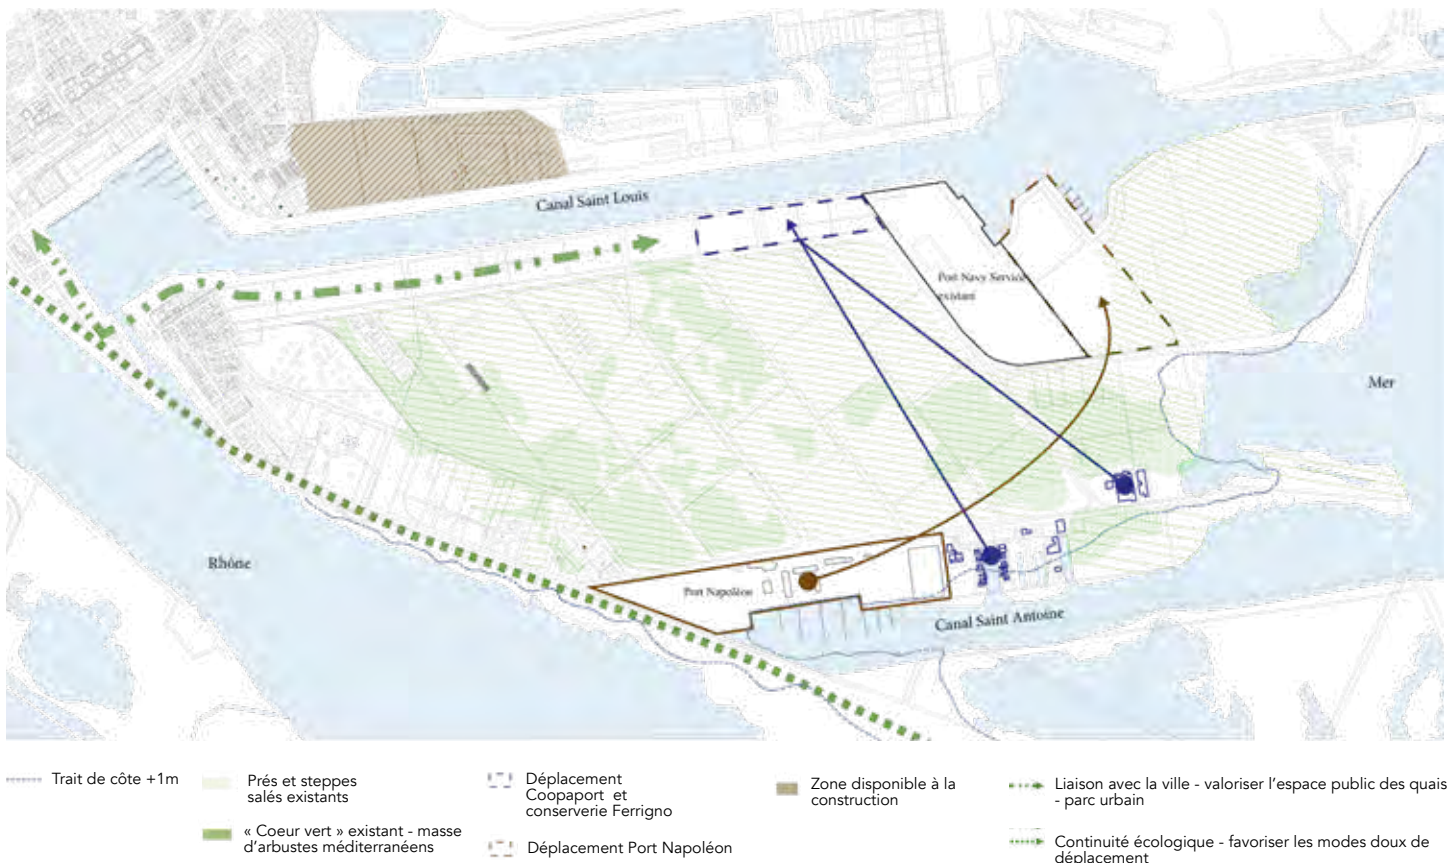 Canal Saint Louis
Port Navy Service
existant
Mer
Rhône
Port Napoléon
Canal Saint Antoine
Trait de côte +1m
Prés et steppes
salés existants
« Coeur vert » existant - masse
d'arbustes méditerranéens
Déplacement
Coopaport et
conserverie Ferrigno
Déplacement Port Napoléon
Zone disponible à la
construction
Liaison avec la ville - valoriser l'espace public des quais
- parc urbain
Continuité écologique - favoriser les modes doux de
déplacement